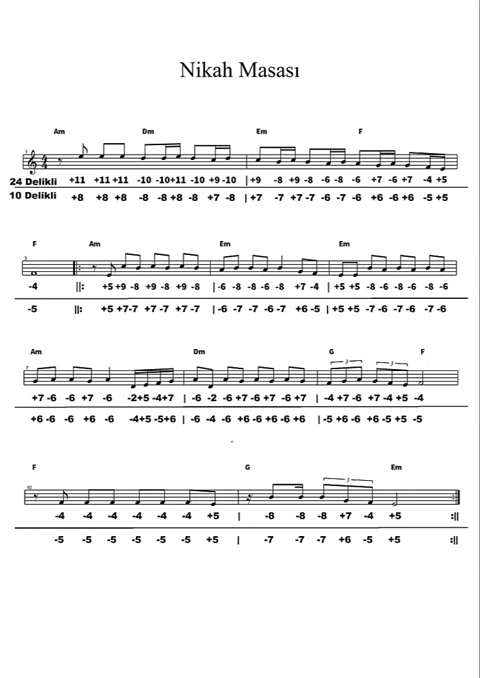 Nikah Masası
Am Dm Em F
1
24 Delikli +11 +11 +11 -10 -10+11 -10 +9 -10 | +9 -8 +9 -8 -6 -8 -6 +7 -6 +7 -4 +5
10 Delikli +8 +8 +8 -8 -8 +8 -8 +7 -8 | +7 -7 +7 -7 -6 -7 -6 +6 -6 +6 -5 +5
F Am Em Em
3
-4 ||: +5 +9 -8 +9 -8 +9 -8 | -6 -8 -8 -6 -8 +7 -4 | +5 +5 -8 -6 -8 -6 -8 -6
-5 ||: +5 +7-7 +7 -7 +7 -7 | -6 -7 -7 -6 -7 +6 -5 | +5 +5 -7 -6 -7 -6 -7 -6
Am Dm G F
7 3 3
+7 -6 -6 +7 -6 -2+5 -4+7 | -6 -2 -6 +7 -6 +7 -6 +7 | -4 +7 -6 +7 -4 +5 -4
+6 -6 -6 +6 -6 -4+5 -5+6 | -6 -4 -6 +6 -6 +6 -6 +6 | -5 +6 -6 +6 -5 +5 -5
F G Em
10 3
-4 -4 -4 -4 -4 +5 | -8 -8 -8 +7 -4 +5 :||
-5 -5 -5 -5 -5 +5 | -7 -7 -7 +6 -5 +5 :||